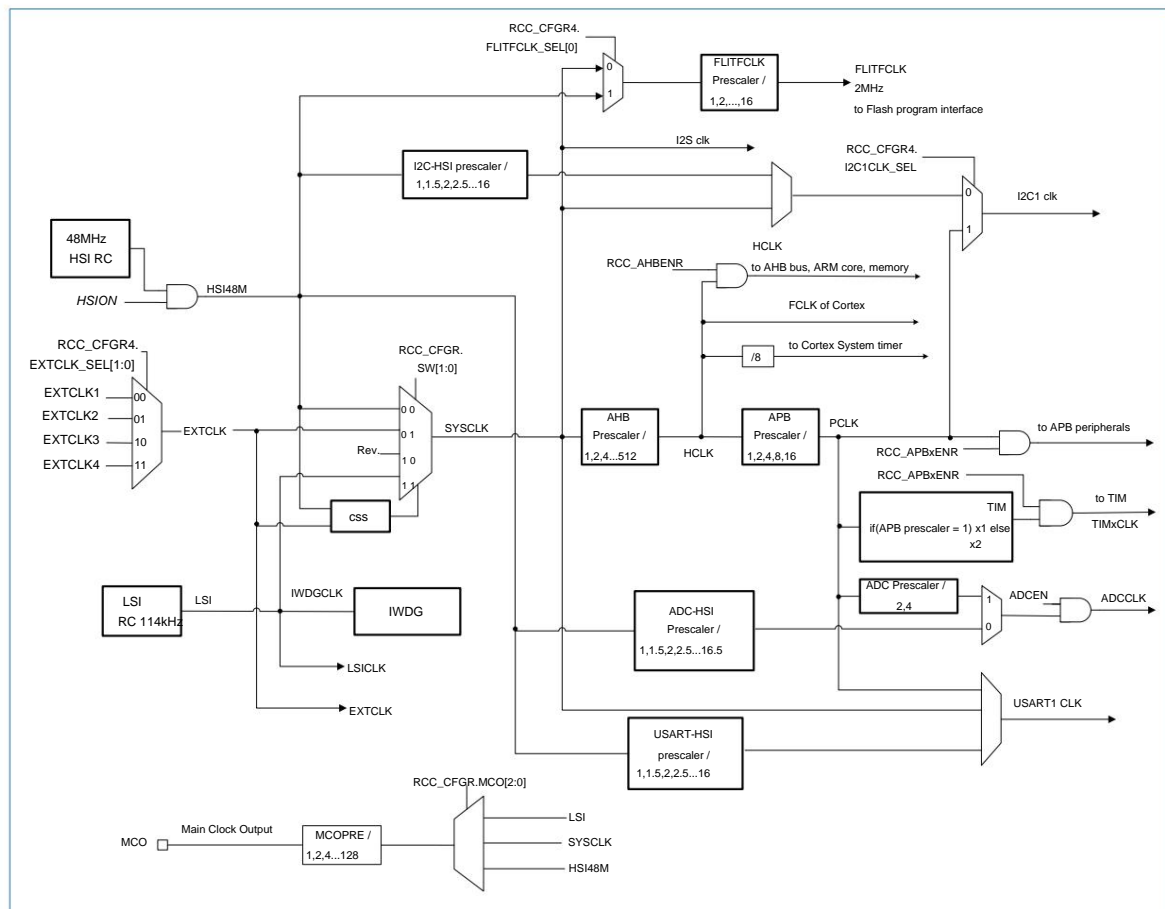 RCC_CFGR4.
FLITFCLK_SEL[0]
0
1
FLITFCLK
Prescaler /
1,2,...,16
FLITFCLK
2MHz
to Flash program interface
I2S clk
I2C-HSI prescaler /
1,1.5,2,2.5...16
RCC_CFGR4.
I2C1CLK_SEL
0
1
I2C1 clk
48MHz
HSI RC
HSION
HSI48M
HCLK
RCC_AHBENR
to AHB bus, ARM core, memory
FCLK of Cortex
/8
to Cortex System timer
RCC_CFGR4.
EXTCLK_SEL[1:0]
EXTCLK1
EXTCLK2
EXTCLK3
EXTCLK4
00
01
10
11
EXTCLK
RCC_CFGR.
SW[1:0]
0 0
0 1
Rev.
1 0
1 1
SYSCLK
AHB
Prescaler /
1,2,4...512
HCLK
APB
Prescaler /
1,2,4,8,16
PCLK
to APB peripherals
RCC_APBxENR
RCC_APBxENR
css
TIM
if(APB prescaler = 1) x1 else
x2
to TIM
TIMxCLK
LSI
RC 114kHz
LSI
IWDGCLK
IWDG
LSICLK
EXTCLK
ADC-HSI
Prescaler /
1,1.5,2,2.5...16.5
ADC Prescaler /
2,4
1
0
ADCEN
ADCCLK
USART-HSI
prescaler /
1,1.5,2,2.5...16
USART1 CLK
RCC_CFGR.MCO[2:0]
MCO
Main Clock Output
MCOPRE /
1,2,4...128
LSI
SYSCLK
HSI48M